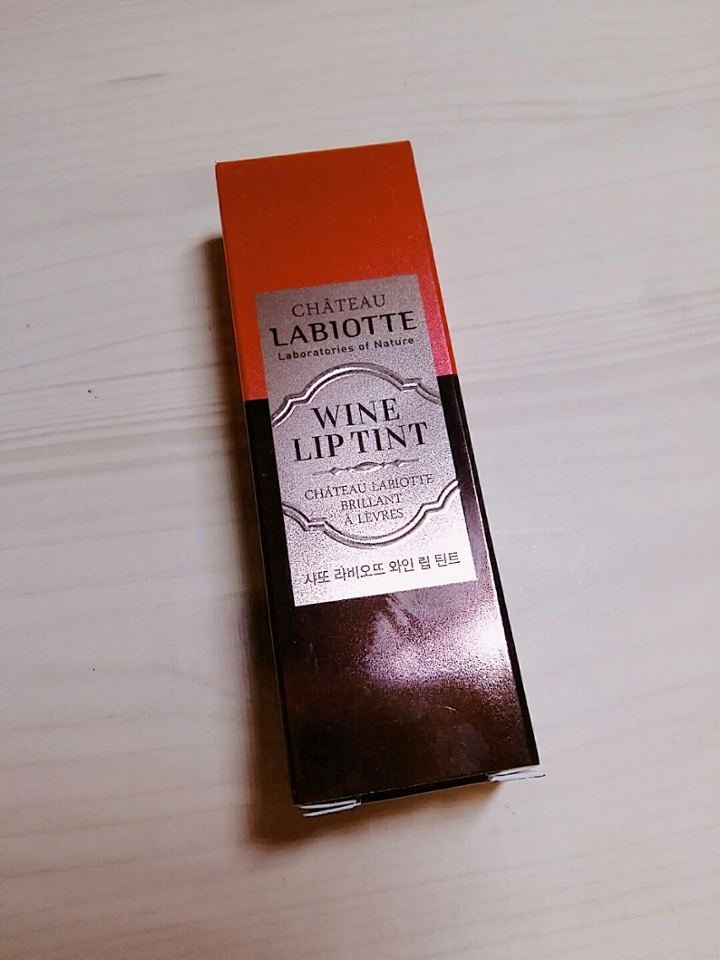 CHÂTEAU
LABIOTTE
Laboratories of Nature
WINE
LIP TINT
CHÂTEAU LABIOTTE
BRILLANT
À LÈVRES
샤또 라비오뜨 와인 립 틴트